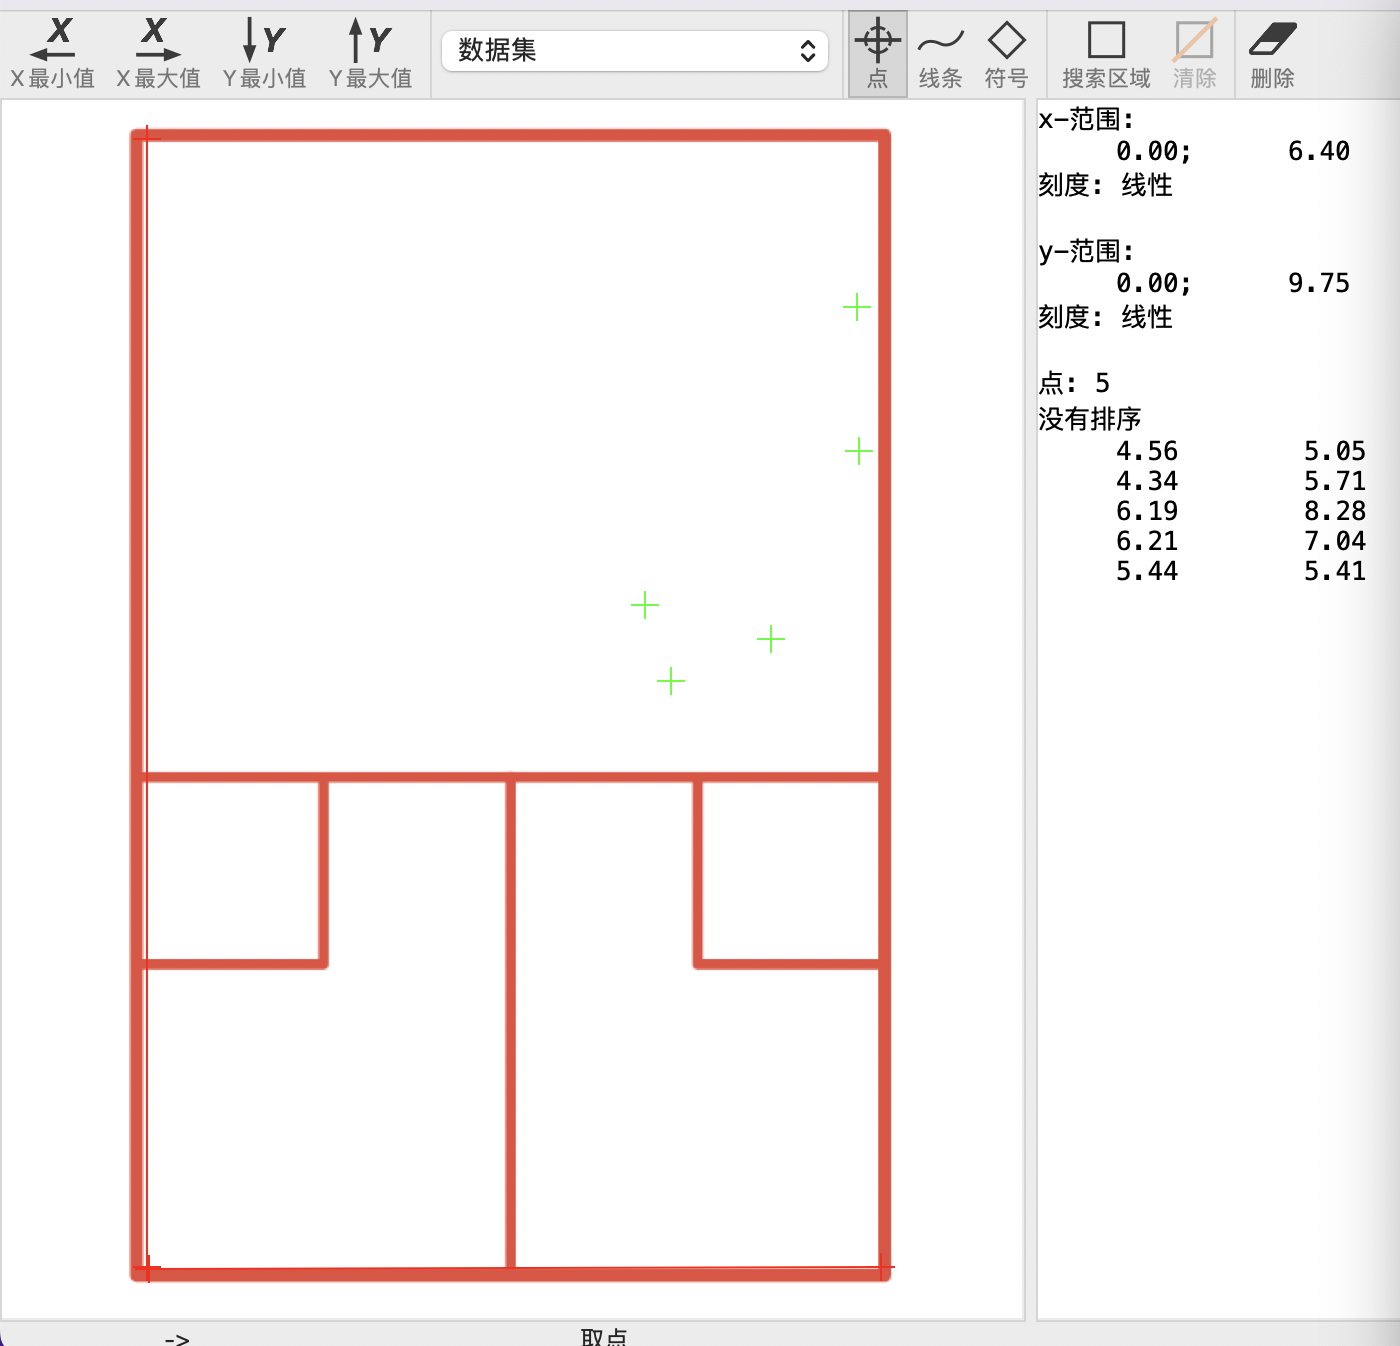 X Y Y
X 最小值 X 最大值 Y 最小值 Y 最大值
数据集
点 线条 符号 搜索区域 清除 删除
x-范围:
0.00; 6.40
刻度: 线性
y-范围:
0.00; 9.75
刻度: 线性
点: 5
没有排序
4.56 5.05
4.34 5.71
6.19 8.28
6.21 7.04
5.44 5.41
-> 取点